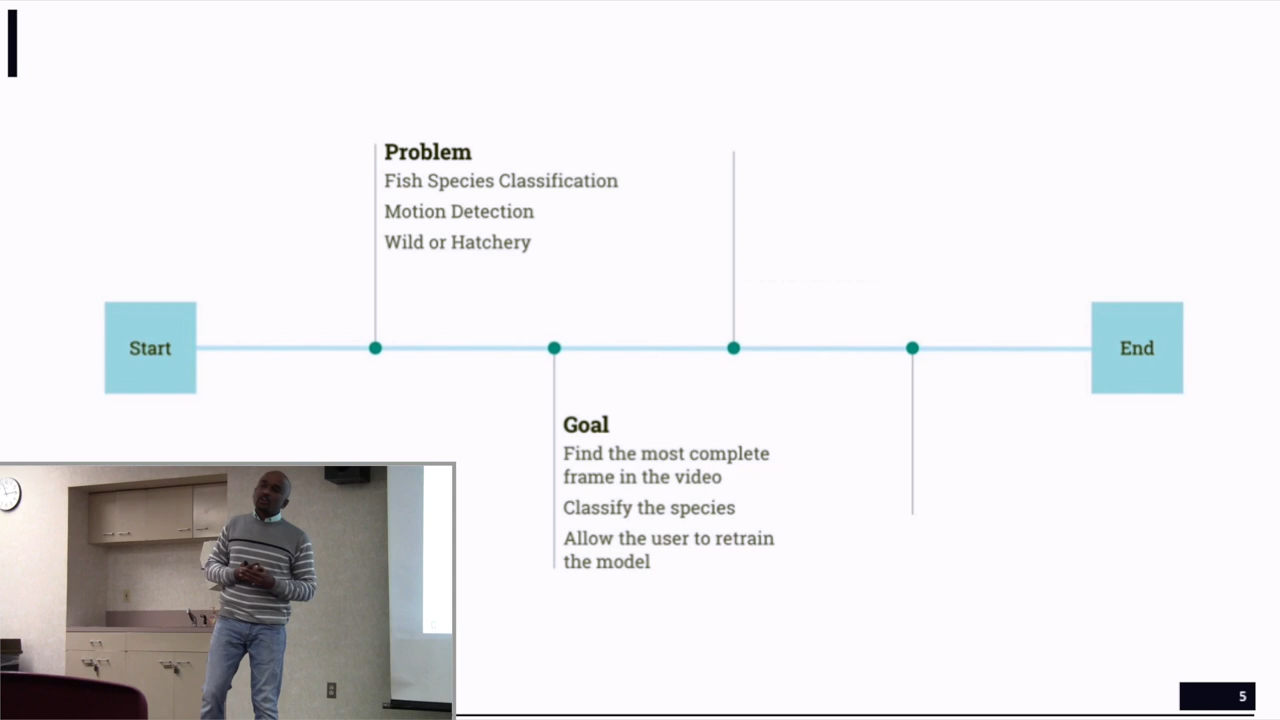 Problem
Fish Species Classification
Motion Detection
Wild or Hatchery
Start
End
Goal
Find the most complete
frame in the video
Classify the species
Allow the user to retrain
the model
5